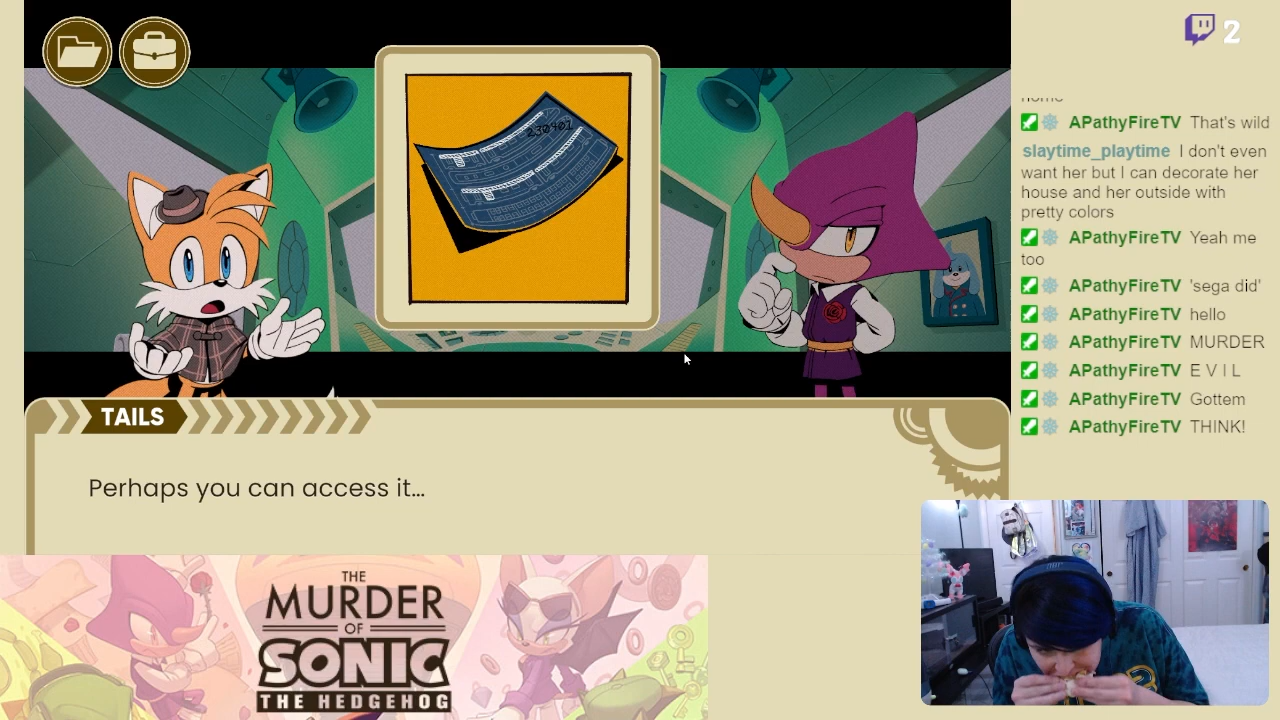 2
home
APathyFireTV That's wild
slaytime_playtime I don't even
want her but I can decorate her
house and her outside with
pretty colors
APathyFireTV Yeah me
too
APathyFireTV 'sega did'
APathyFireTV hello
APathyFireTV MURDER
APathyFireTV E V I L
APathyFireTV Gottem
APathyFireTV THINK!
230401
TAILS
Perhaps you can access it...
THE
MURDER
OF
SONIC
THE HEDGEHOG